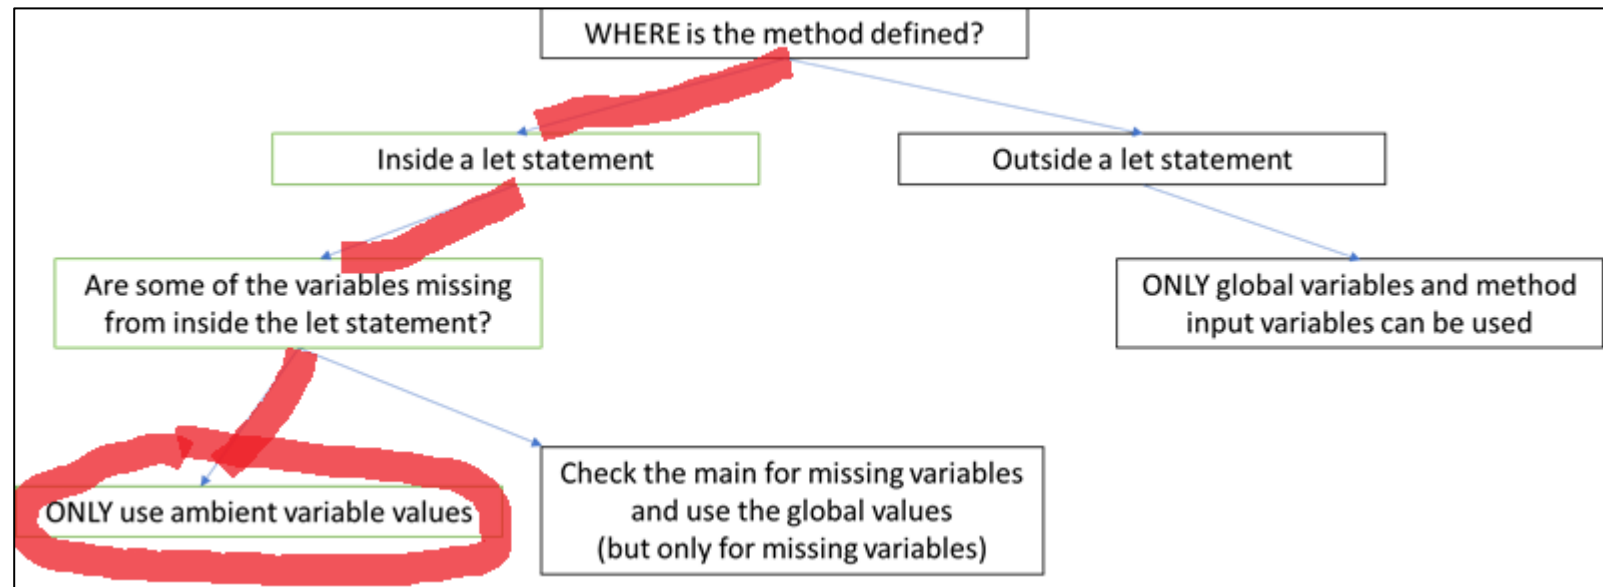 WHERE is the method defined?
Inside a let statement
Outside a let statement
Are some of the variables missing
from inside the let statement?
ONLY global variables and method
input variables can be used
ONLY use ambient variable values
Check the main for missing variables
and use the global values
(but only for missing variables)